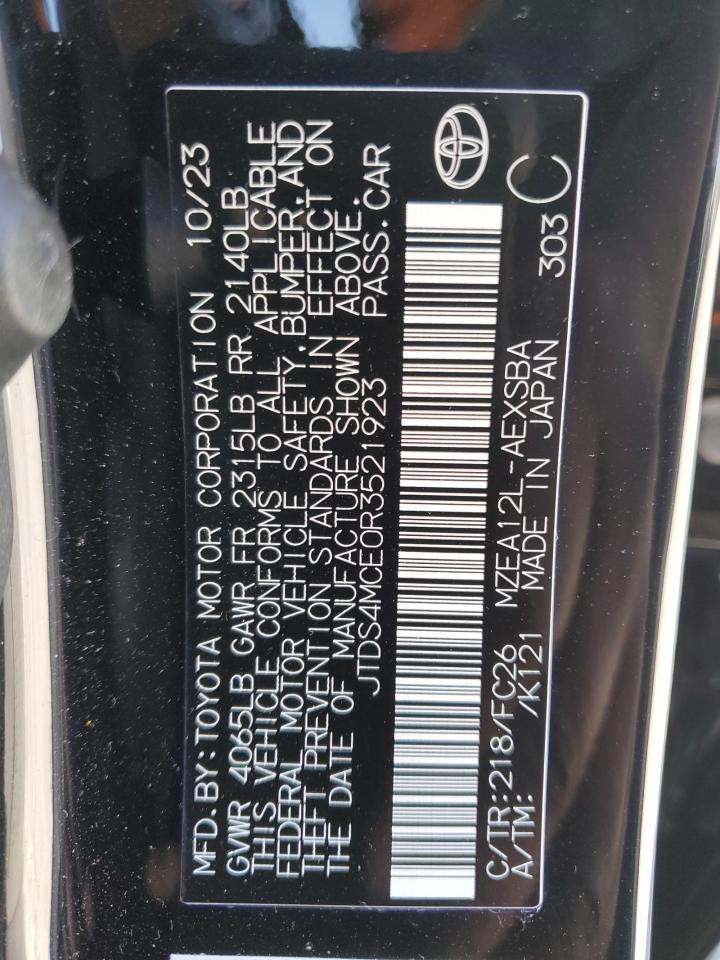 MFD.BY:TOYOTA MOTOR CORPORATION 10/23
GVWR 4065LB GAWR FR 2315LB RR 2140LB
THIS VEHICLE CONFORMS TO ALL APPLICABLE
FEDERAL MOTOR VEHICLE SAFETY,BUMPER,AND
THEFT PREVENTION STANDARDS IN EFFECT ON
THE DATE OF MANUFACTURE SHOWN ABOVE.
JTDS4MCE0R3521923 PASS.CAR
C/TR:218/FC26 MZEA12L-AEXSBA 303 C
A/TM: /K121 MADE IN JAPAN